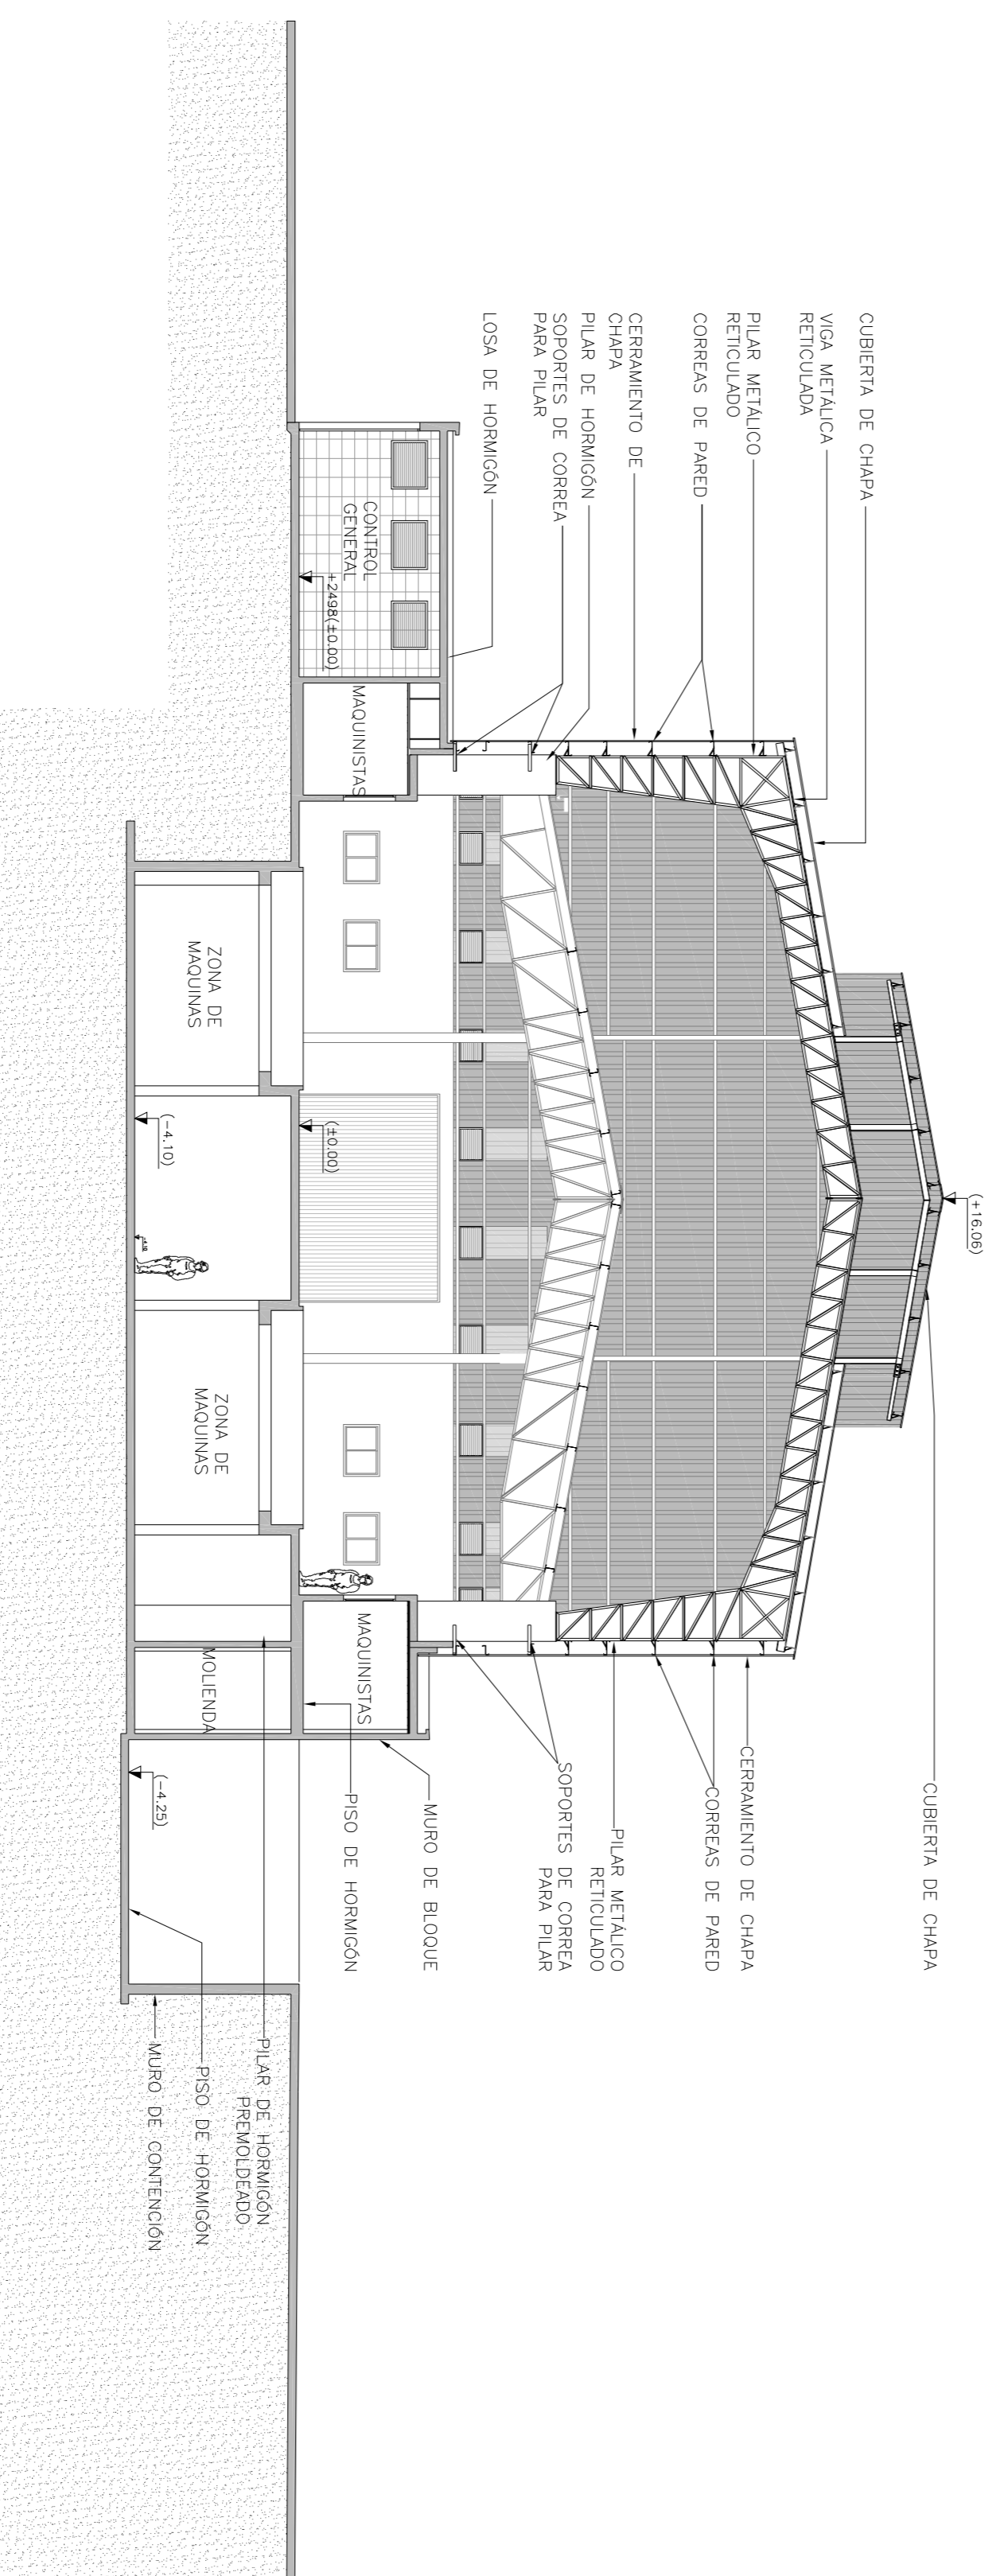 (+16.06)
CUBIERTA DE CHAPA
VIGA METÁLICA
RETICULADA
PILAR METÁLICO
RETICULADO
CORREAS DE PARED
CERRAMIENTO DE
CHAPA
PILAR DE HORMIGÓN
SOPORTES DE CORREA
PARA PILAR
LOSA DE HORMIGÓN
CUBIERTA DE CHAPA
CERRAMIENTO DE CHAPA
CORREAS DE PARED
PILAR METÁLICO
RETICULADO
SOPORTES DE CORREA
PARA PILAR
MURO DE BLOQUE
PISO DE HORMIGÓN
PILAR DE HORMIGÓN
PREMOLDEADO
PISO DE HORMIGÓN
MURO DE CONTENCIÓN
CONTROL
GENERAL
+2498(±0.00)
MAQUINISTAS
(±0.00)
MAQUINISTAS
ZONA DE
MAQUINAS
(-4.10)
ZONA DE
MAQUINAS
MOLIENDA
(-4.25)